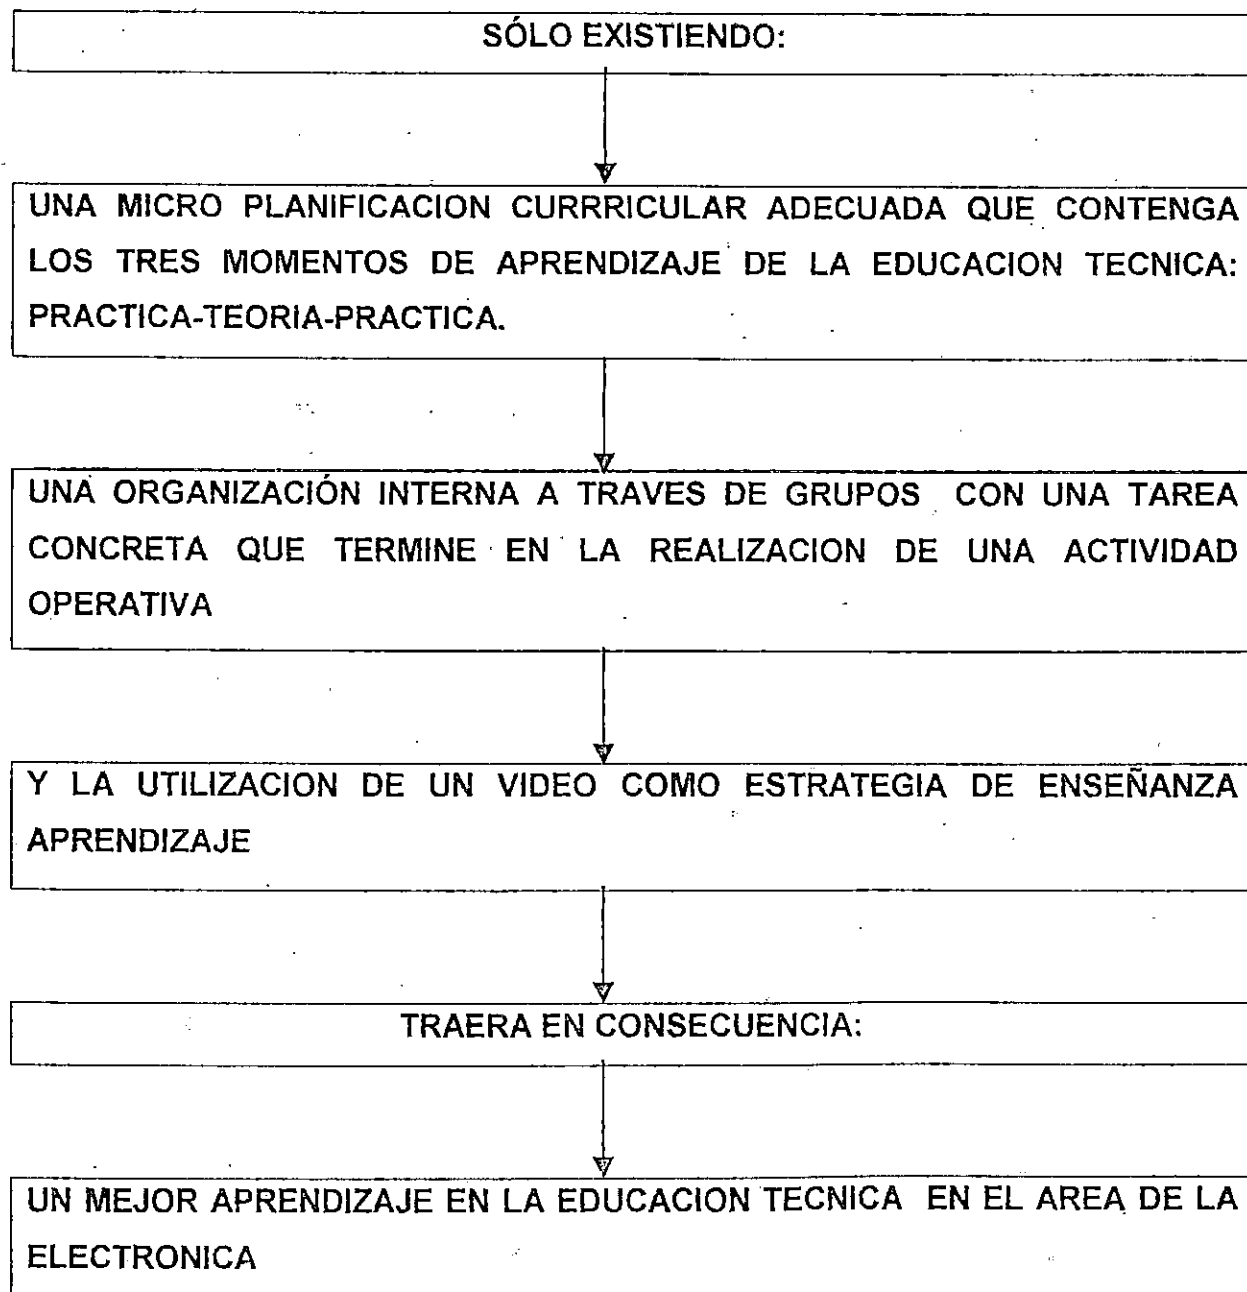 SÓLO EXISTIENDO:
UNA MICRO PLANIFICACION CURRRICULAR ADECUADA QUE CONTENGA
LOS TRES MOMENTOS DE APRENDIZAJE DE LA EDUCACION TECNICA:
PRACTICA-TEORIA-PRACTICA.
UNA ORGANIZACIÓN INTERNA A TRAVES DE GRUPOS CON UNA TAREA
CONCRETA QUE TERMINE EN LA REALIZACION DE UNA ACTIVIDAD
OPERATIVA
Y LA UTILIZACION DE UN VIDEO COMO ESTRATEGIA DE ENSEÑANZA
APRENDIZAJE
TRAERA EN CONSECUENCIA:
UN MEJOR APRENDIZAJE EN LA EDUCACION TECNICA EN EL AREA DE LA
ELECTRONICA